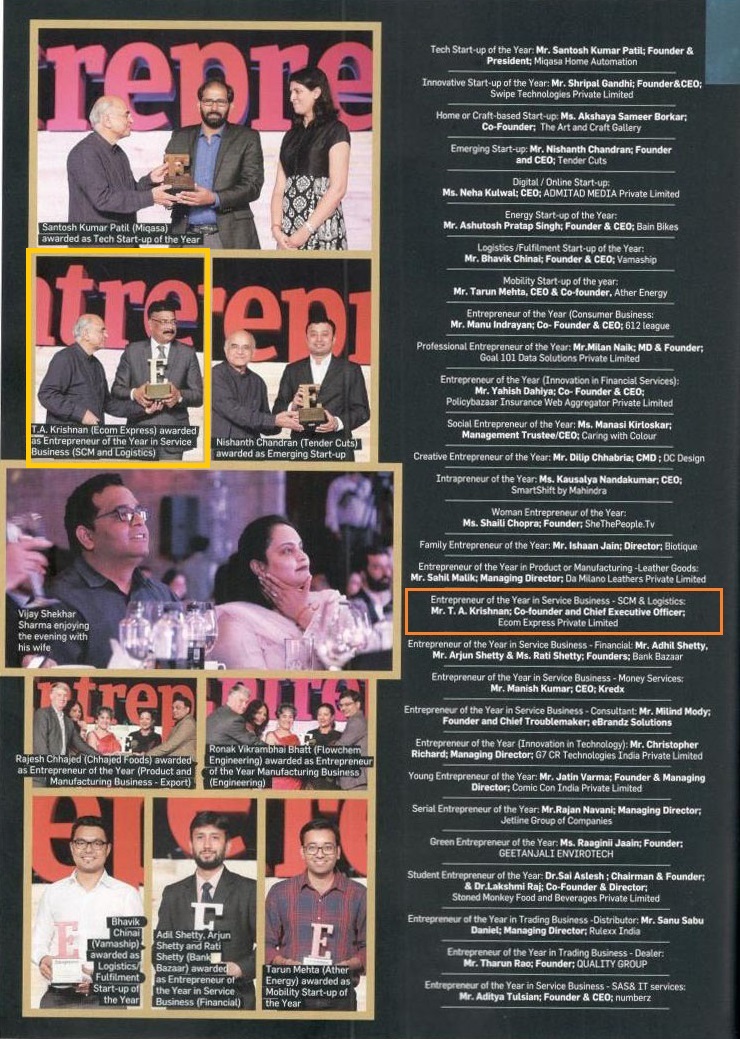 repre
Santosh Kumar Patil (Miqasa)
awarded as Tech Start-up of the Year
ntre
T.A. Krishnan (Ecom Express) awarded
as Entrepreneur of the Year in Service
Business (SCM and Logistics)
repr
Nishanth Chandran (Tender Cuts)
awarded as Emerging Start-up
Vijay Shekhar
Sharma enjoying
the evening with
his wife
Rajesh Chhajed (Chhajed Foods) awarded
as Entrepreneur of the Year (Product and
Manufacturing Business - Export)
Ronak Vikrambhai Bhatt (Flowchem
Engineering) awarded as Entrepreneur
of the Year Manufacturing Business
(Engineering)
Bhavik
Chinai
(Vamaship)
awarded as
Logistics/
Fulfilment
Start-up of
the Year
Adil Shetty, Arjun
Shetty and Rati
Shetty (Bank
Bazaar) awarded
as Entrepreneur of
the Year in Service
Business (Financial)
Tarun Mehta (Ather
Energy) awarded as
Mobility Start-up of
the Year
Tech Start-up of the Year: Mr. Santosh Kumar Patil; Founder &
President; Miqasa Home Automation
Innovative Start-up of the Year: Mr. Shripal Gandhi; Founder&CEO;
Swipe Technologies Private Limited
Home or Craft-based Start-up: Ms. Akshaya Sameer Borkar;
Co-Founder; The Art and Craft Gallery
Emerging Start-up: Mr. Nishanth Chandran; Founder
and CEO; Tender Cuts
Digital / Online Start-up:
Ms. Neha Kulwal; CEO; ADMITAD MEDIA Private Limited
Energy Start-up of the Year:
Mr. Ashutosh Pratap Singh; Founder & CEO; Bain Bikes
Logistics /Fulfilment Start-up of the Year:
Mr. Bhavik Chinai; Founder & CEO; Vamaship
Mobility Start-up of the year:
Mr. Tarun Mehta, CEO & Co-founder, Ather Energy
Entrepreneur of the Year (Consumer Business:
Mr. Manu Indrayan; Co- Founder & CEO; 612 league
Professional Entrepreneur of the Year: Mr.Milan Naik; MD & Founder;
Goal 101 Data Solutions Private Limited
Entrepreneur of the Year (Innovation in Financial Services):
Mr. Yahish Dahiya; Co- Founder & CEO;
Policybazaar Insurance Web Aggregator Private Limited
Social Entrepreneur of the Year: Ms. Manasi Kirloskar;
Management Trustee/CEO; Caring with Colour
Creative Entrepreneur of the Year: Mr. Dilip Chhabria; CMD ; DC Design
Intrapreneur of the Year: Ms. Kausalya Nandakumar; CEO;
SmartShift by Mahindra
Woman Entrepreneur of the Year:
Ms. Shaili Chopra; Founder; SheThePeople.Tv
Family Entrepreneur of the Year: Mr. Ishaan Jain; Director; Biotique
Entrepreneur of the Year in Product or Manufacturing -Leather Goods:
Mr. Sahil Malik; Managing Director; Da Milano Leathers Private Limited
Entrepreneur of the Year in Service Business - SCM & Logistics:
Mr. T. A. Krishnan; Co-founder and Chief Executive Officer;
Ecom Express Private Limited
Entrepreneur of the Year in Service Business - Financial: Mr. Adhil Shetty,
Mr. Arjun Shetty & Ms. Rati Shetty; Founders; Bank Bazaar
Entrepreneur of the Year in Service Business - Money Services:
Mr. Manish Kumar; CEO; Kredx
Entrepreneur of the Year in Service Business - Consultant: Mr. Milind Mody;
Founder and Chief Troublemaker; eBrandz Solutions
Entrepreneur of the Year (Innovation in Technology): Mr. Christopher
Richard; Managing Director; G7 CR Technologies India Private Limited
Young Entrepreneur of the Year: Mr. Jatin Varma; Founder & Managing
Director; Comic Con India Private Limited
Serial Entrepreneur of the Year: Mr.Rajan Navani; Managing Director;
Jetline Group of Companies
Green Entrepreneur of the Year: Ms. Raaginii Jaain; Founder;
GEETANJALI ENVIROTECH
Student Entrepreneur of the Year: Dr.Sai Aslesh ; Chairman & Founder;
& Dr.Lakshmi Raj; Co-Founder & Director;
Stoned Monkey Food and Beverages Private Limited
Entrepreneur of the Year in Trading Business -Distributor: Mr. Sanu Sabu
Daniel; Managing Director; Rulexx India
Entrepreneur of the Year in Trading Business - Dealer:
Mr. Tharun Rao; Founder; QUALITY GROUP
Entrepreneur of the Year in Service Business - SAS& IT services:
Mr. Aditya Tulsian; Founder & CEO; numberz